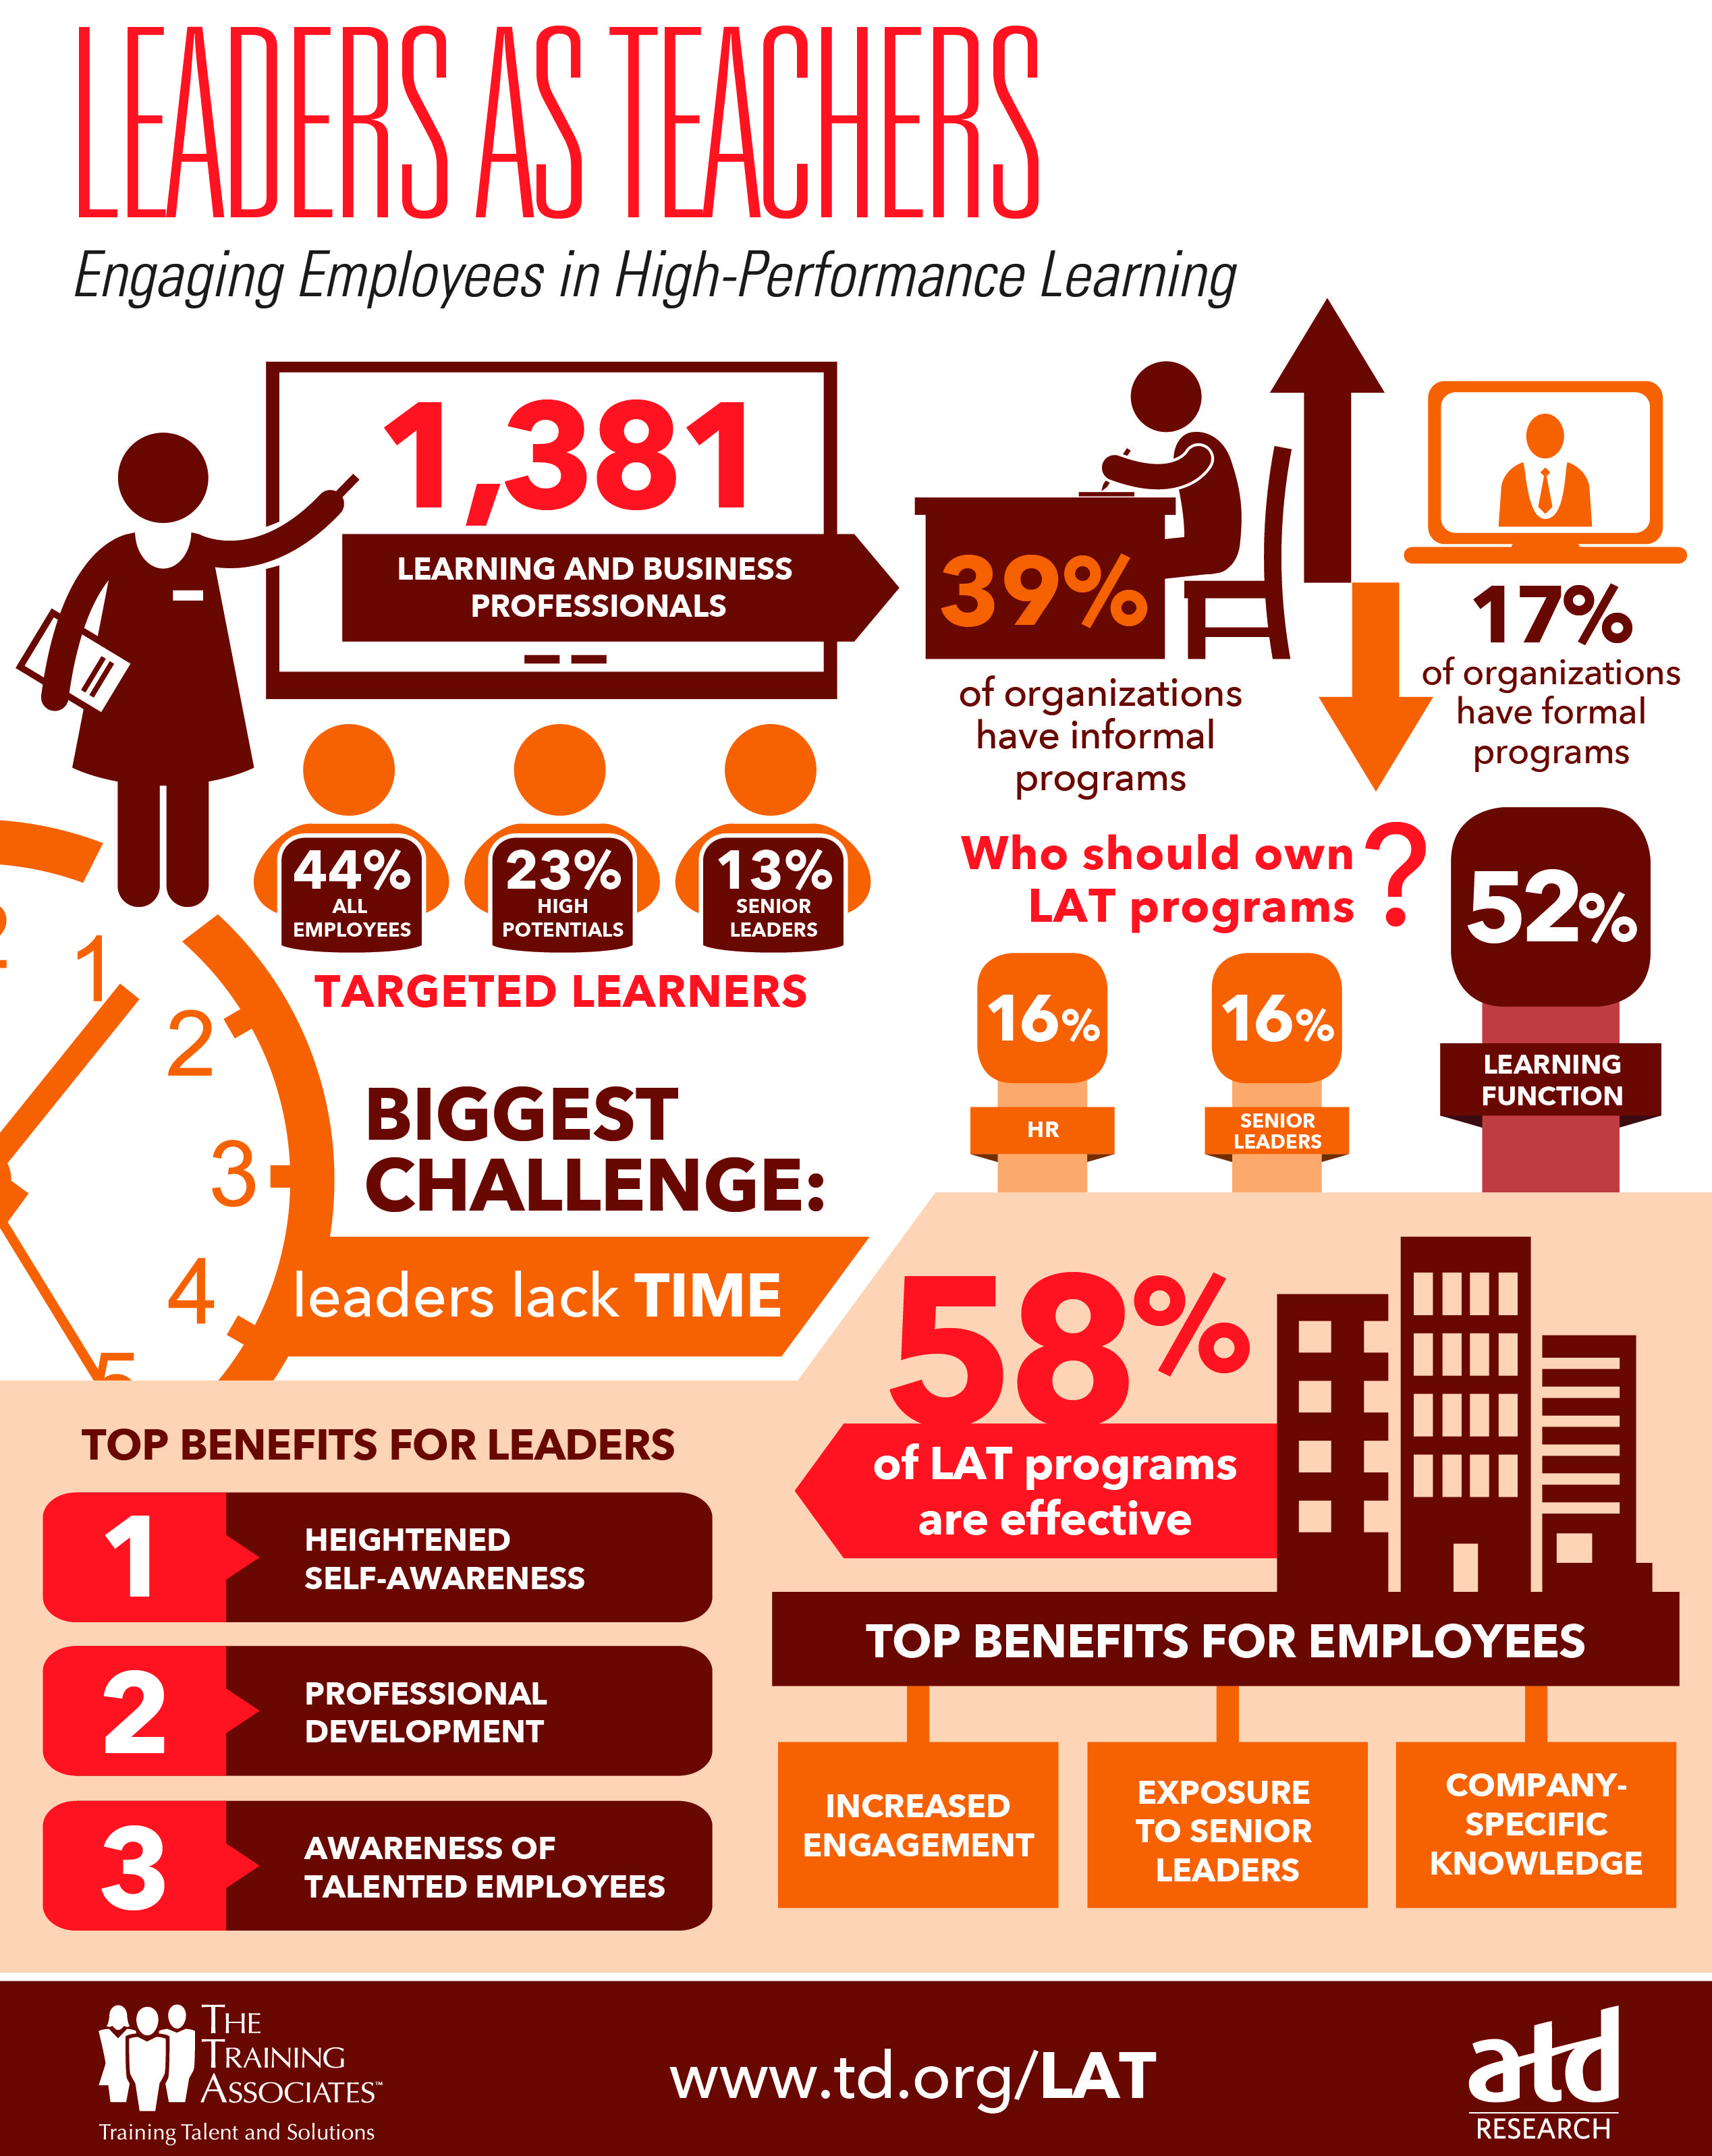 LEADERS AS TEACHERS
Engaging Employees in High-Performance Learning
1,381
LEARNING AND BUSINESS
PROFESSIONALS
39%
of organizations
have informal
programs
17%
of organizations
have formal
programs
44%
ALL
EMPLOYEES
23%
HIGH
POTENTIALS
13%
SENIOR
LEADERS
TARGETED LEARNERS
Who should own
LAT programs
?
16%
HR
16%
SENIOR
LEADERS
52%
LEARNING
FUNCTION
1
2
3
4
5
BIGGEST
CHALLENGE:
leaders lack TIME
58%
of LAT programs
are effective
TOP BENEFITS FOR LEADERS
1
HEIGHTENED
SELF-AWARENESS
2
PROFESSIONAL
DEVELOPMENT
3
AWARENESS OF
TALENTED EMPLOYEES
TOP BENEFITS FOR EMPLOYEES
INCREASED
ENGAGEMENT
EXPOSURE
TO SENIOR
LEADERS
COMPANY-
SPECIFIC
KNOWLEDGE
THE
TRAINING
ASSOCIATES™
Training Talent and Solutions
www.td.org/LAT
atd
RESEARCH